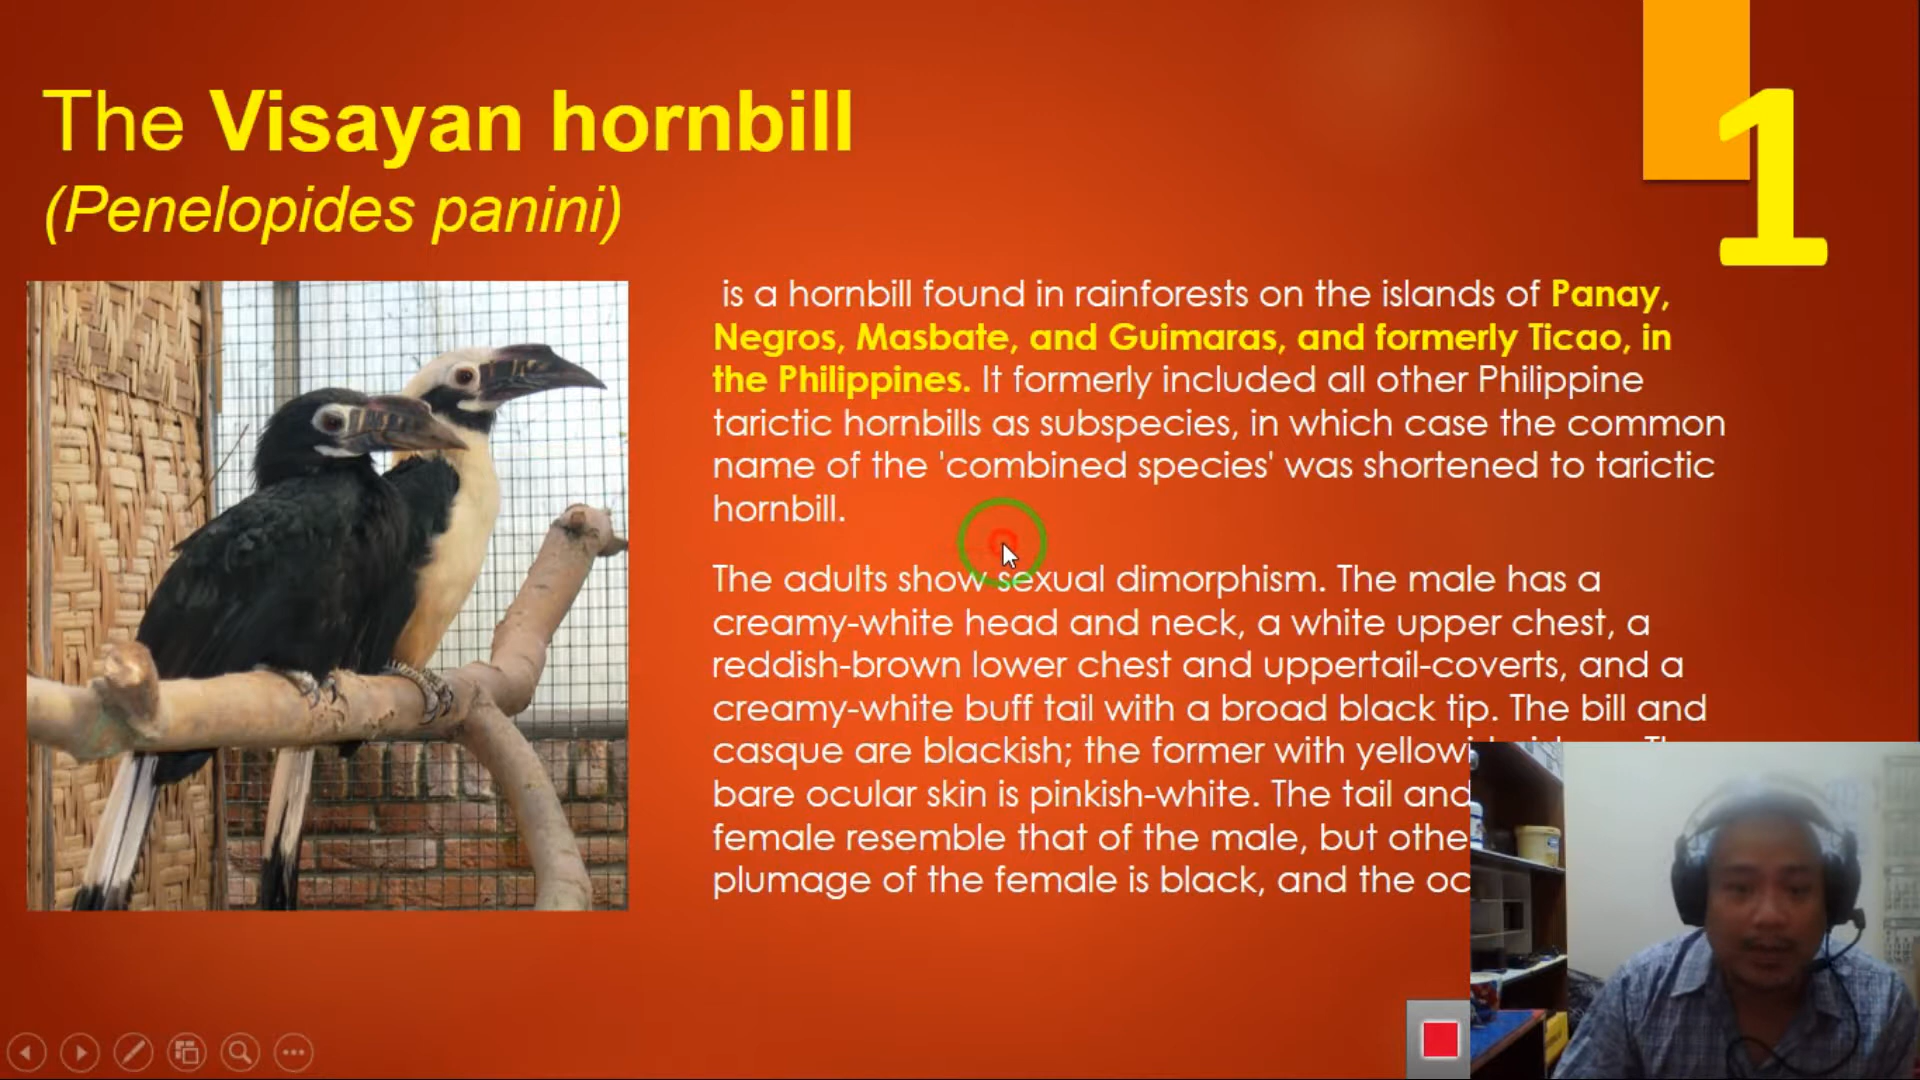 The Visayan hornbill
(Penelopides panini)
1
is a hornbill found in rainforests on the islands of Panay,
Negros, Masbate, and Guimaras, and formerly Ticao, in
the Philippines. It formerly included all other Philippine
tarictic hornbills as subspecies, in which case the common
name of the 'combined species' was shortened to tarictic
hornbill.
The adults show sexual dimorphism. The male has a
creamy-white head and neck, a white upper chest, a
reddish-brown lower chest and uppertail-coverts, and a
creamy-white buff tail with a broad black tip. The bill and
casque are blackish; the former with
bare ocular skin is pinkish-white. The tail and
female resemble that of the male, but
plumage of the female is black, and the